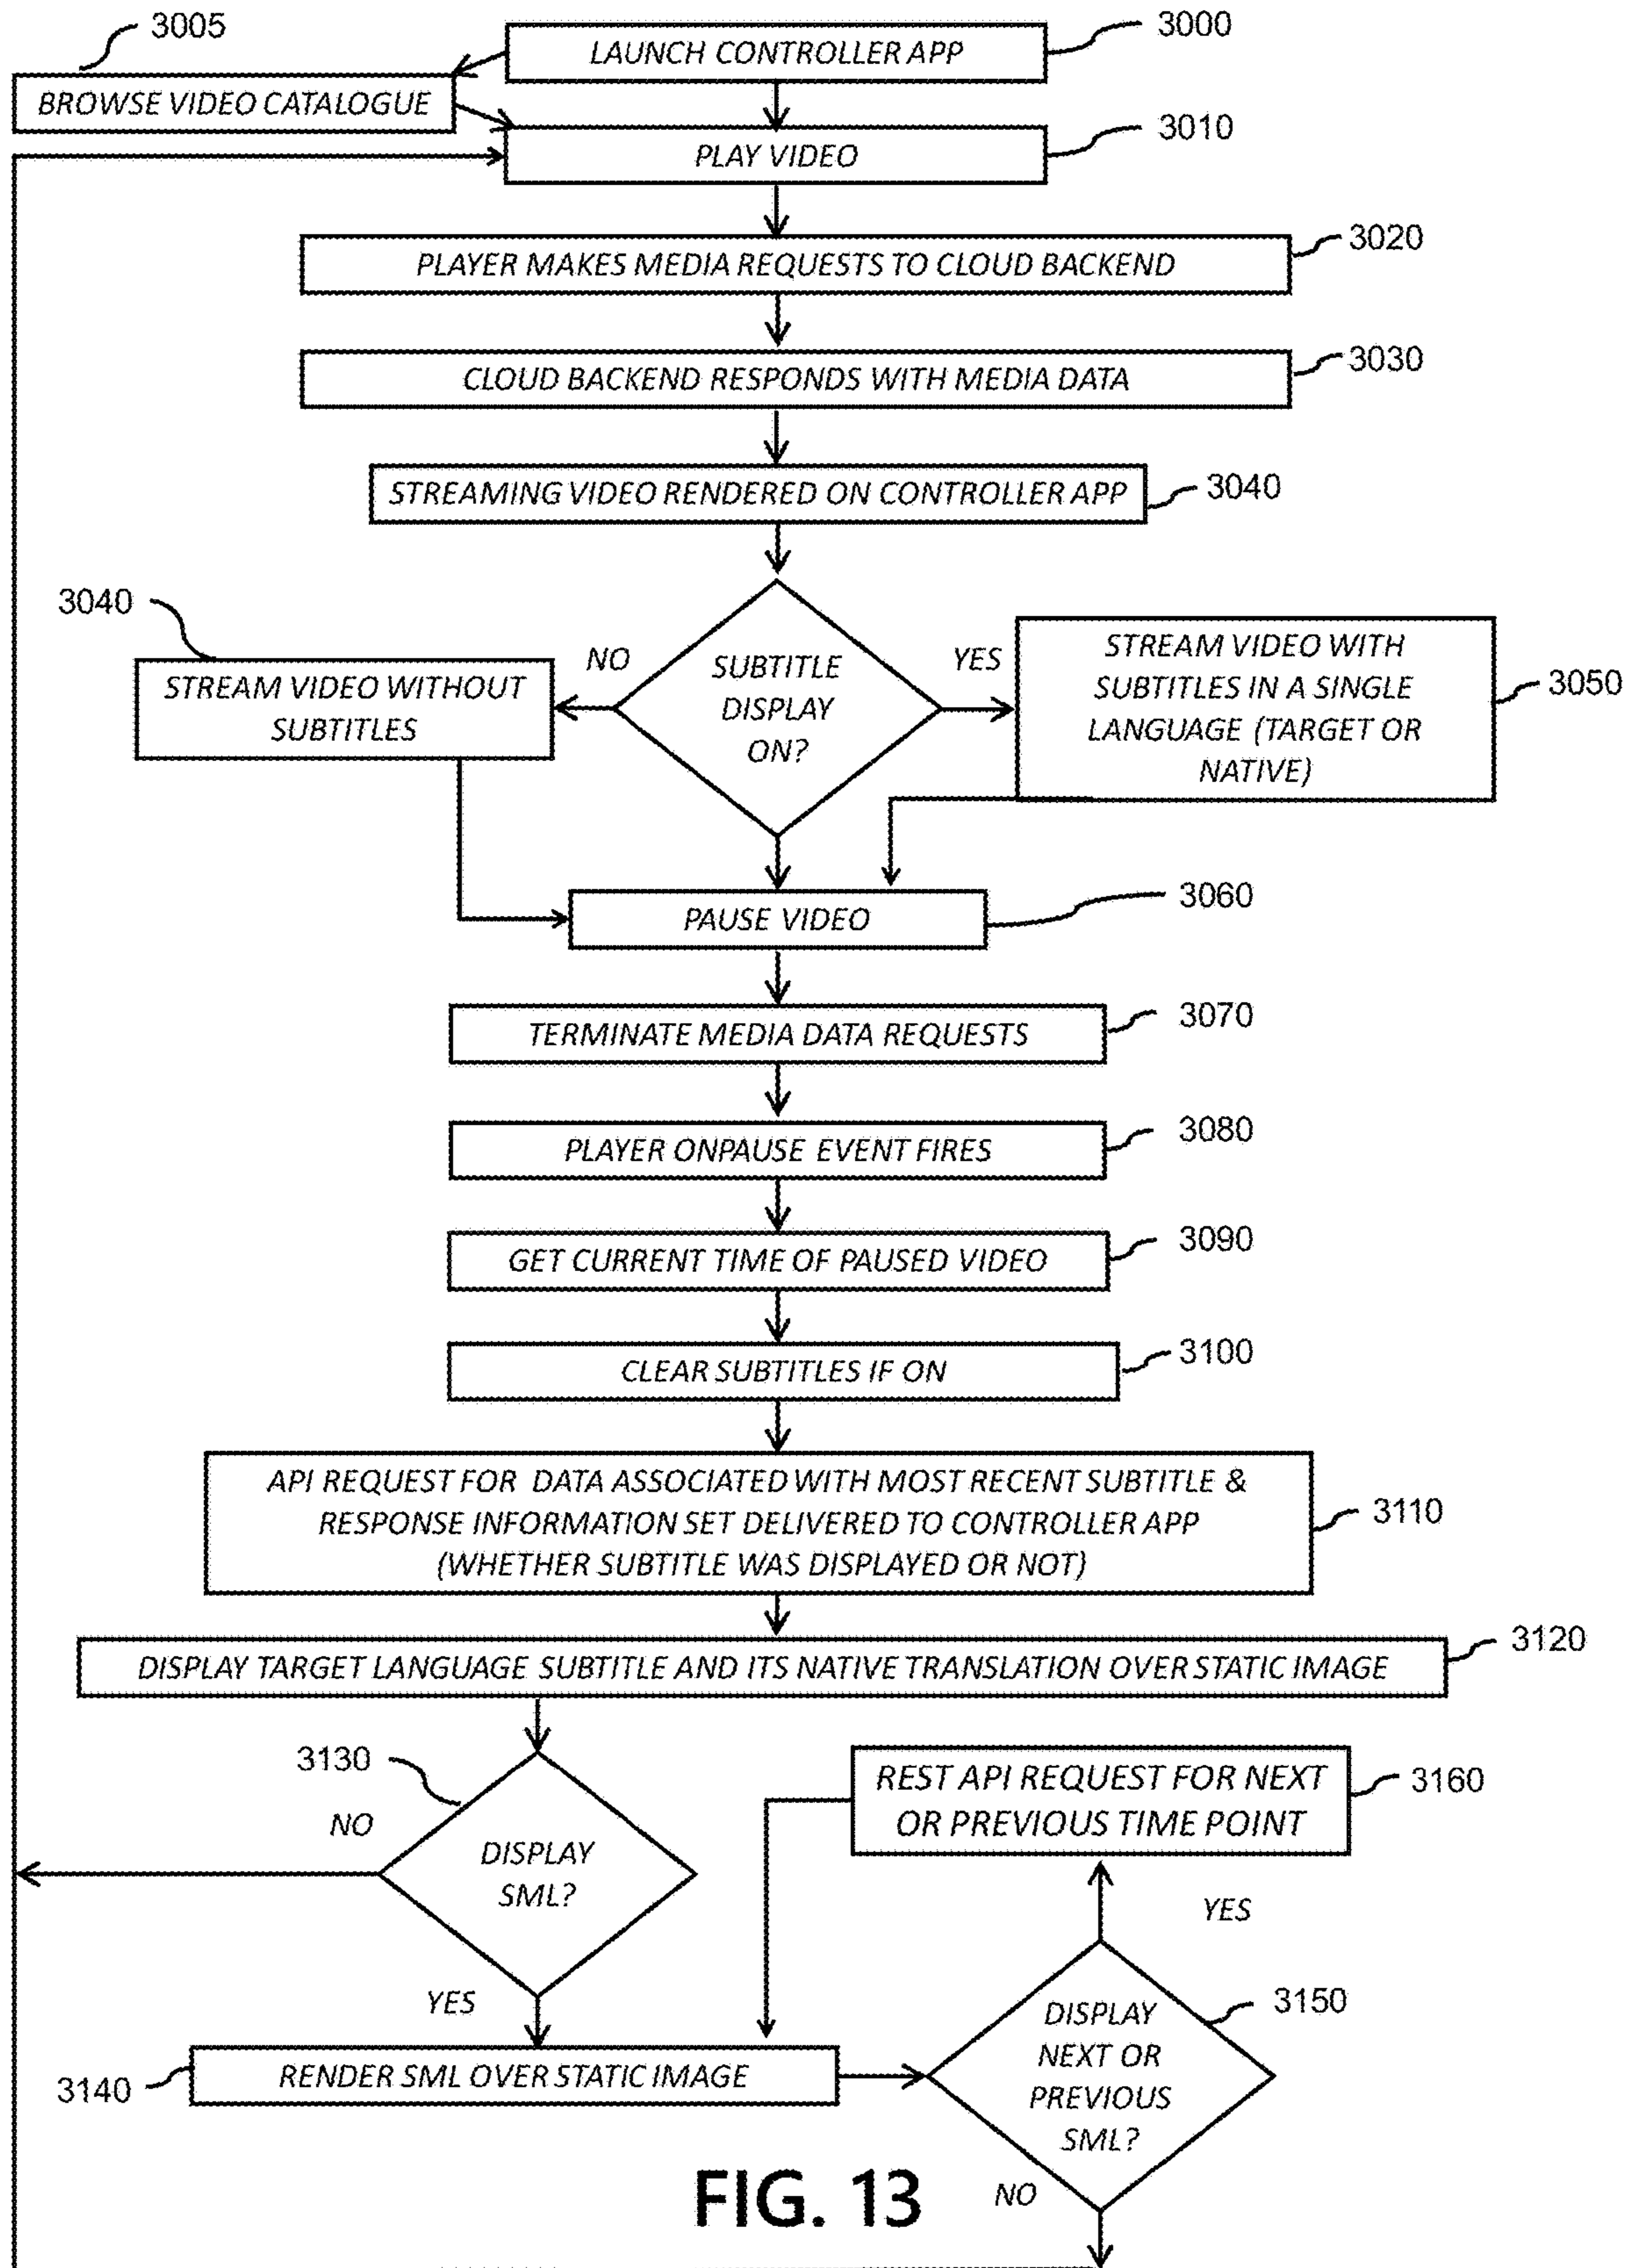 3005
3000
LAUNCH CONTROLLER APP
BROWSE VIDEO CATALOGUE
3010
PLAY VIDEO
3020
PLAYER MAKES MEDIA REQUESTS TO CLOUD BACKEND
3030
CLOUD BACKEND RESPONDS WITH MEDIA DATA
3040
STREAMING VIDEO RENDERED ON CONTROLLER APP
3040
STREAM VIDEO WITHOUT
SUBTITLES
NO
SUBTITLE
DISPLAY
ON?
YES
STREAM VIDEO WITH
SUBTITLES IN A SINGLE
LANGUAGE (TARGET OR
NATIVE)
3050
PAUSE VIDEO
3060
TERMINATE MEDIA DATA REQUESTS
3070
PLAYER ONPAUSE EVENT FIRES
3080
GET CURRENT TIME OF PAUSED VIDEO
3090
CLEAR SUBTITLES IF ON
3100
API REQUEST FOR DATA ASSOCIATED WITH MOST RECENT SUBTITLE &
RESPONSE INFORMATION SET DELIVERED TO CONTROLLER APP
(WHETHER SUBTITLE WAS DISPLAYED OR NOT)
3110
DISPLAY TARGET LANGUAGE SUBTITLE AND ITS NATIVE TRANSLATION OVER STATIC IMAGE
3120
3130
NO
DISPLAY
SML?
YES
REST API REQUEST FOR NEXT
OR PREVIOUS TIME POINT
3160
YES
3150
DISPLAY
NEXT OR
PREVIOUS
SML?
NO
RENDER SML OVER STATIC IMAGE
3140
FIG. 13